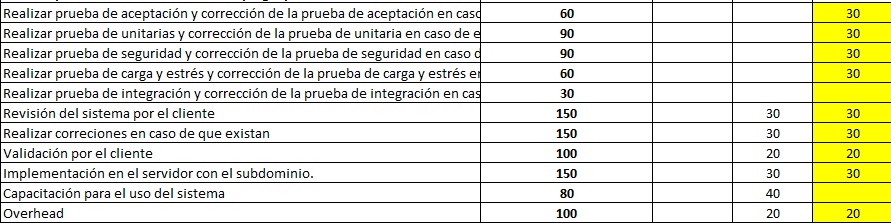 Realizar prueba de aceptación y corrección de la prueba de aceptación en caso 60 30
Realizar prueba de unitarias y corrección de la prueba de unitaria en caso de e 90 30
Realizar prueba de seguridad y corrección de la prueba de seguridad en caso d 90 30
Realizar prueba de carga y estrés y corrección de la prueba de carga y estrés en 60 30
Realizar prueba de integración y corrección de la prueba de integración en cas 30
Revisión del sistema por el cliente 150 30 30
Realizar correciones en caso de que existan 150 30 30
Validación por el cliente 100 20 20
Implementación en el servidor con el subdominio. 150 30 30
Capacitación para el uso del sistema 80 40
Overhead 100 20 20